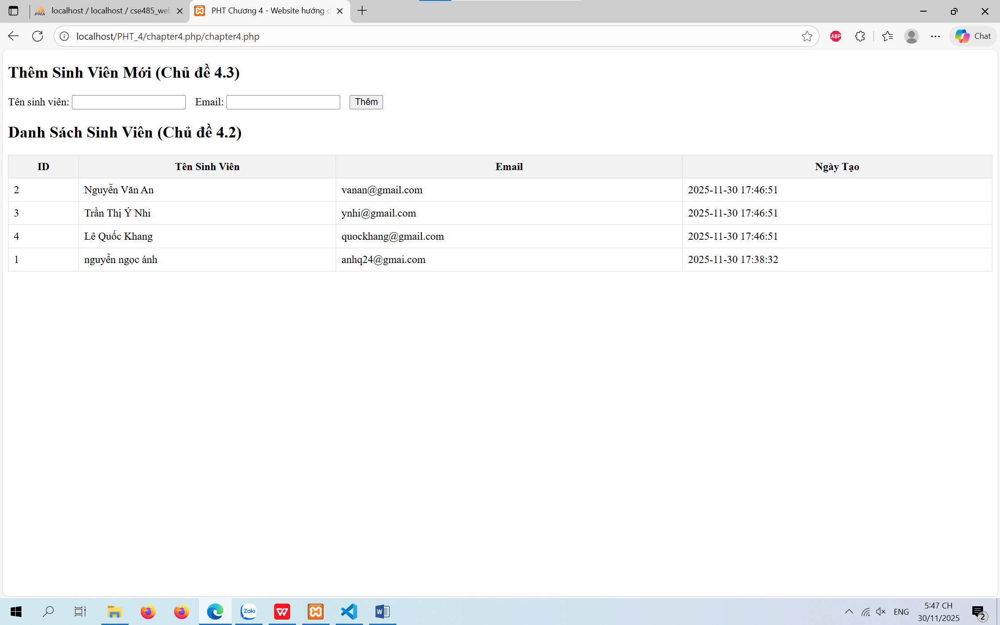 localhost / localhost / cse485_web
PHT Chương 4 - Website hướng d
localhost/PHT_4/chapter4.php/chapter4.php
ABP
Chat
Thêm Sinh Viên Mới (Chủ đề 4.3)
Tên sinh viên: Email: Thêm
Danh Sách Sinh Viên (Chủ đề 4.2)
ID Tên Sinh Viên Email Ngày Tạo
2 Nguyễn Văn An vanan@gmail.com 2025-11-30 17:46:51
3 Trần Thị Ý Nhi ynhi@gmail.com 2025-11-30 17:46:51
4 Lê Quốc Khang quockhang@gmail.com 2025-11-30 17:46:51
1 nguyễn ngọc ánh anhq24@gmai.com 2025-11-30 17:38:32
Zalo
ENG
5:47 CH
30/11/2025
2